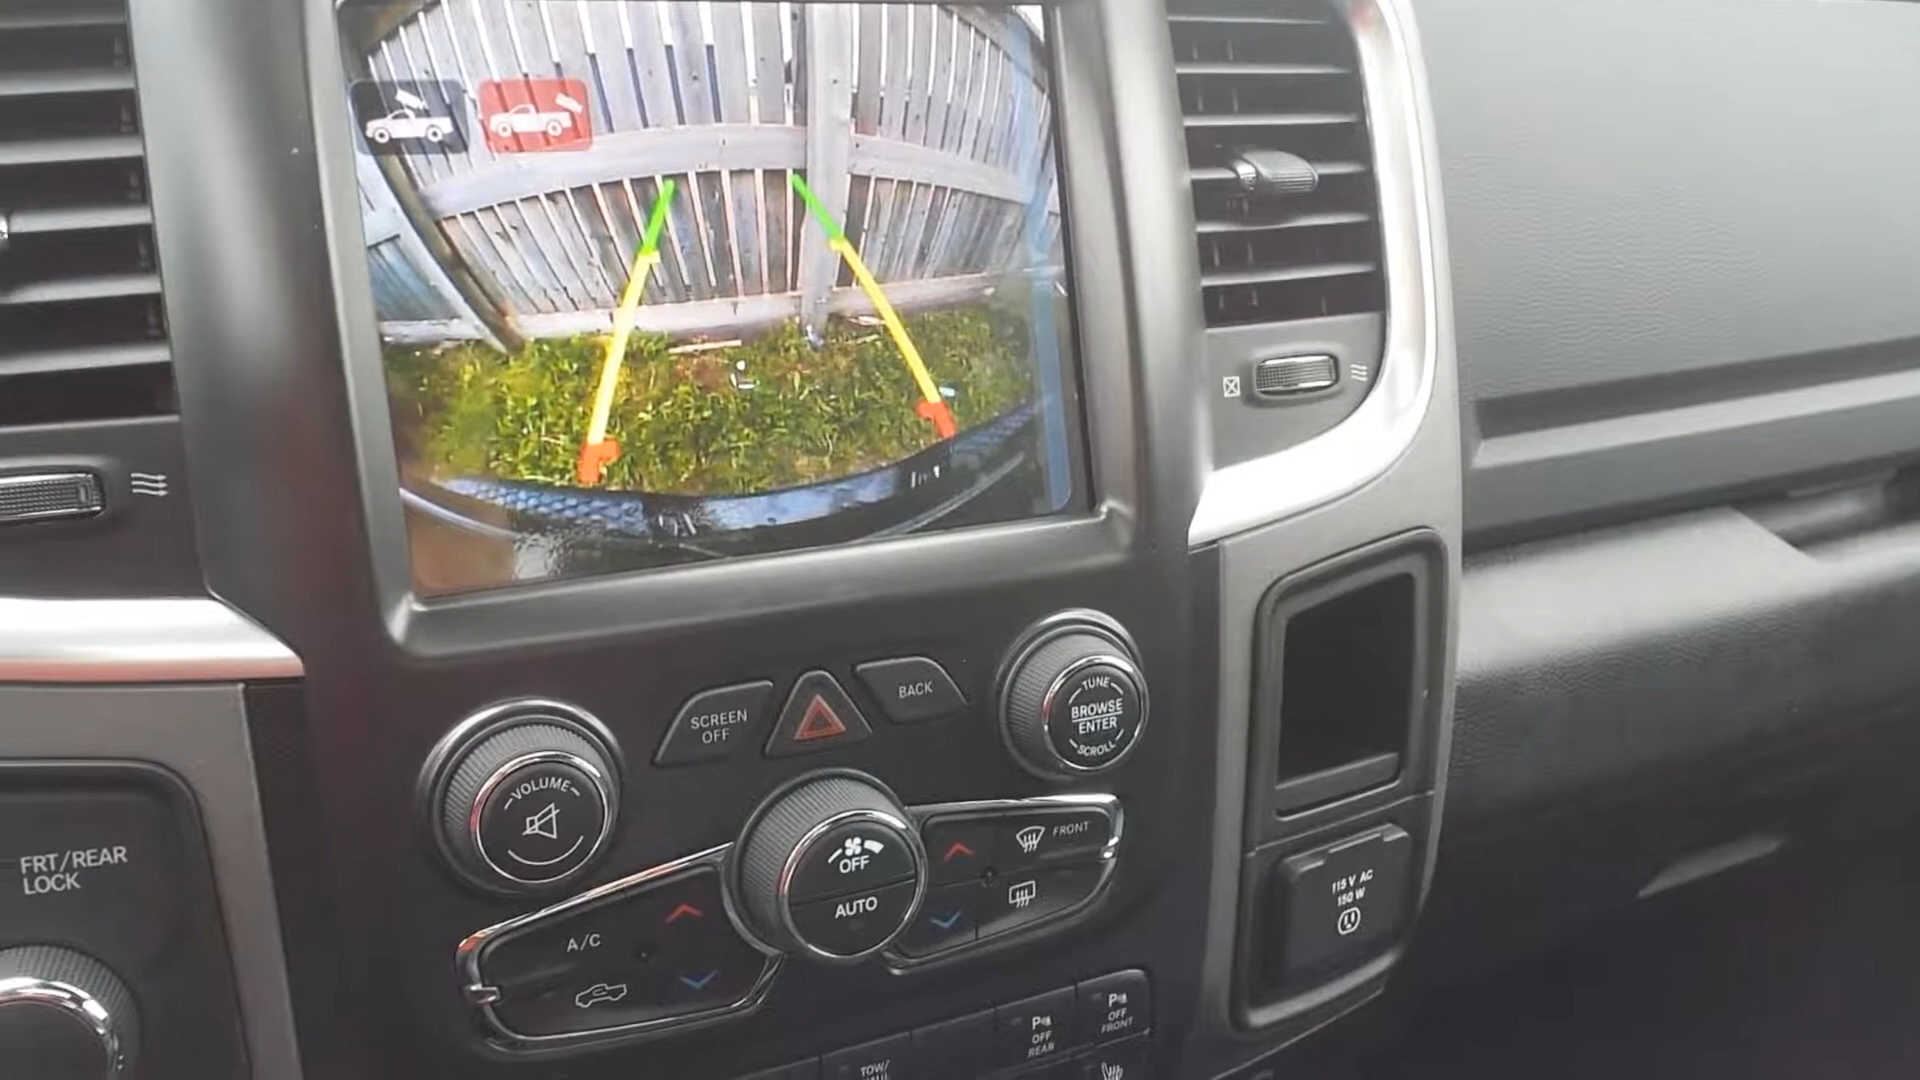 SCREEN
OFF
BACK
TUNE
BROWSE
ENTER
SCROLL
VOLUME
FRT/REAR
LOCK
OFF
AUTO
FRONT
A/C
115 V AC
150 W
P
OFF
REAR
P
OFF
FRONT
TOW/